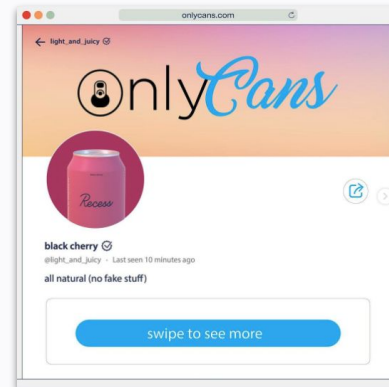 onlycans.com
light_and_juicy
OnlyCans
Recess
black cherry
@light_and_juicy · Last seen 10 minutes ago
all natural (no fake stuff)
swipe to see more